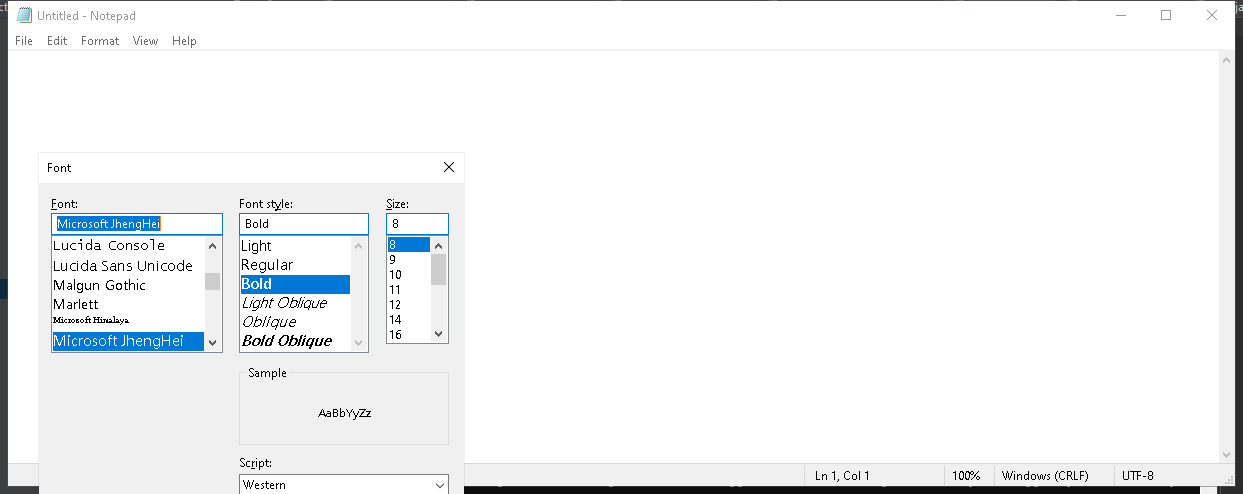 Untitled - Notepad
File Edit Format View Help
Font
Font: Font style: Size:
Microsoft JhengHei Bold 8
Lucida Console Light 8
Lucida Sans Unicode Regular 9
Malgun Gothic Bold 10
Marlett Light Oblique 11
Microsoft Himalaya Oblique 12
Microsoft JhengHei Bold Oblique 14
16
Sample
AaBbYyZz
Script:
Western
Ln 1, Col 1 100% Windows (CRLF) UTF-8